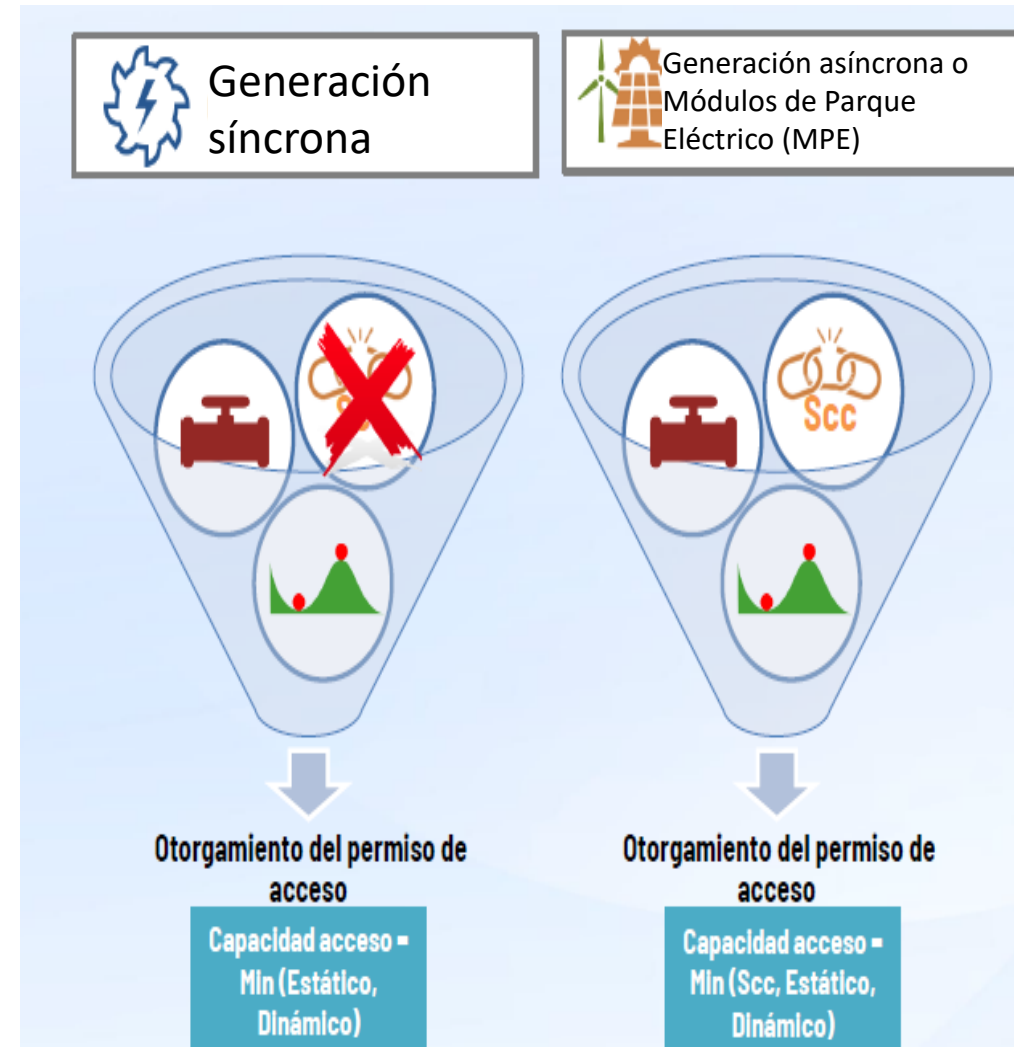 Generación
síncrona
Generación asíncrona o
Módulos de Parque
Eléctrico (MPE)
Scc
Otorgamiento del permiso de
acceso
Capacidad acceso =
Min (Estático,
Dinámico)
Otorgamiento del permiso de
acceso
Capacidad acceso =
Min (Scc, Estático,
Dinámico)